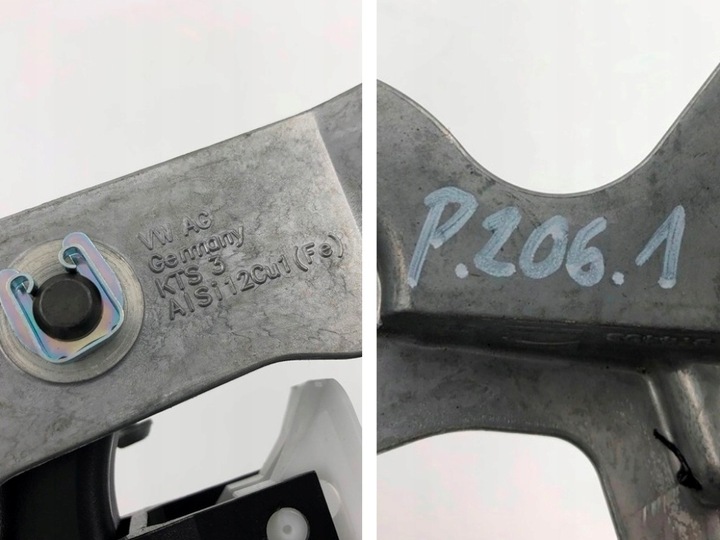 VW AG
Germany
KTS 3
AlSi12Cu1(Fe)
P.206.1